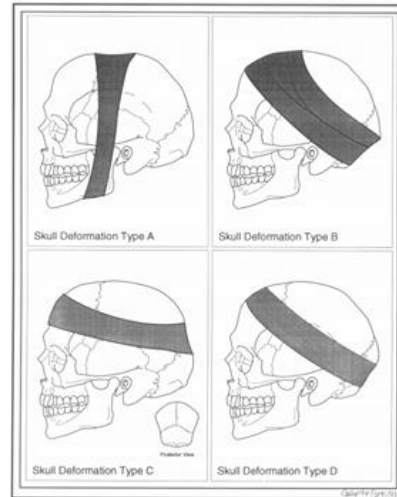 Skull Deformation Type A
Skull Deformation Type B
Posterior View
Skull Deformation Type C
Skull Deformation Type D